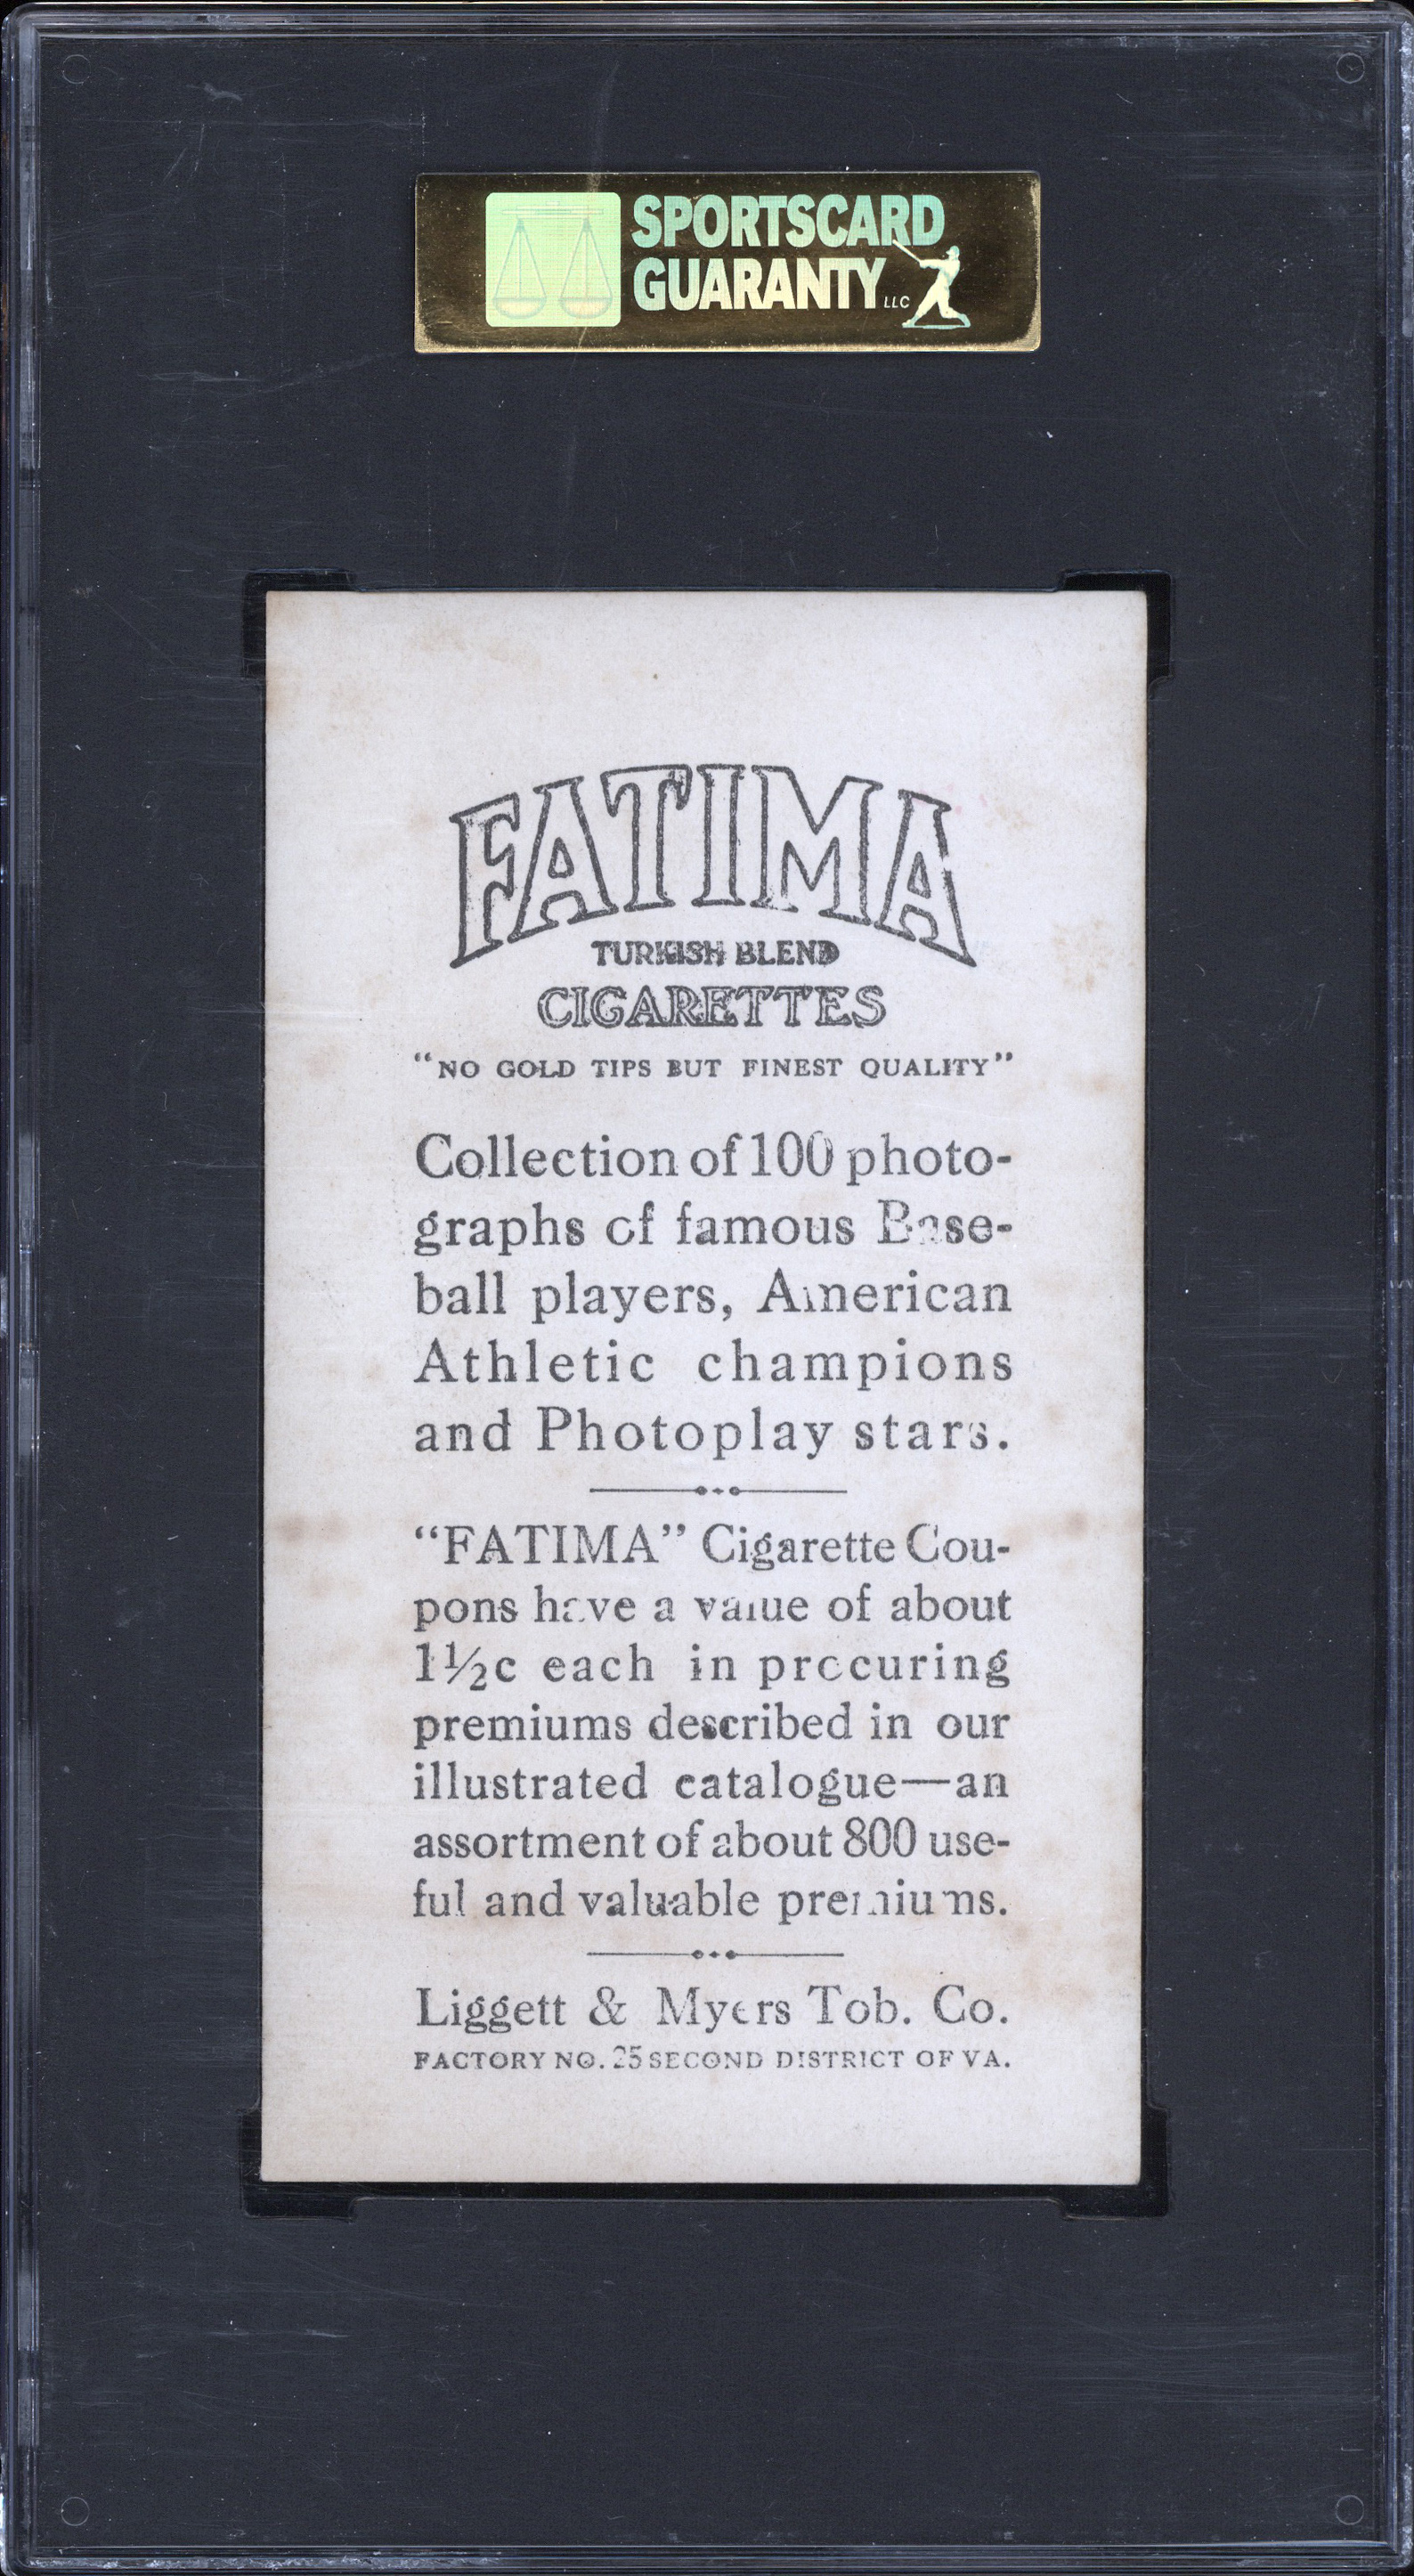 SPORTSCARD
GUARANTY LLC
FATIMA
TURKISH BLEND
CIGARETTES
"NO GOLD TIPS BUT FINEST QUALITY"
Collection of 100 photo-
graphs of famous Base-
ball players, American
Athletic champions
and Photoplay stars.
"FATIMA" Cigarette Cou-
pons have a value of about
1½c each in procuring
premiums described in our
illustrated catalogue—an
assortment of about 800 use-
ful and valuable premiums.
Liggett & Myers Tob. Co.
FACTORY NO. 25 SECOND DISTRICT OF VA.